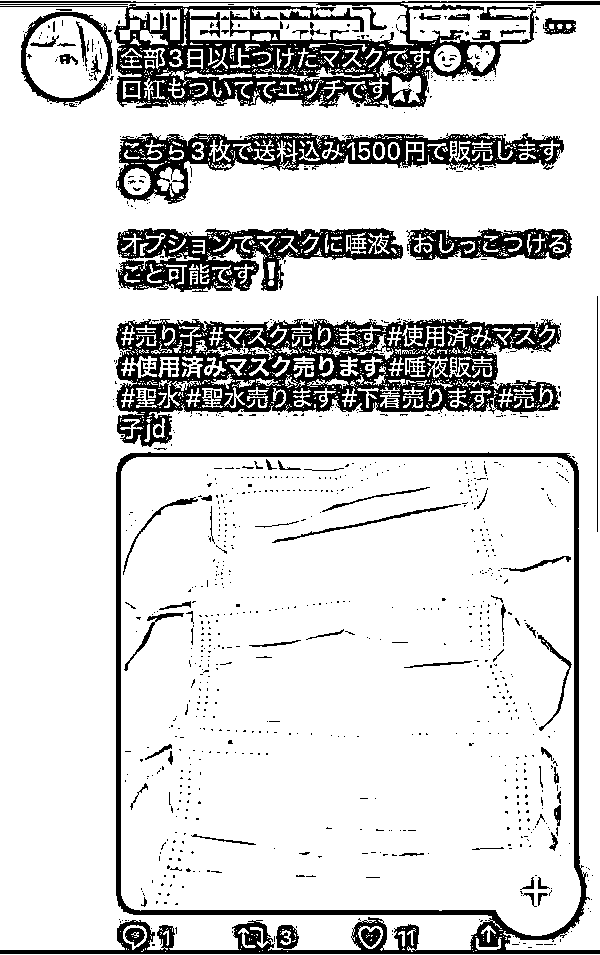 全部3日以上つけたマスクです😊💕
口紅もついててエッチです🎀
こちら3枚で送料込み1500円で販売します
😊🍀
オプションでマスクに唾液、おしっこつける
こと可能です❗
#売り子 #マスク売ります #使用済みマスク
#使用済みマスク売ります #唾液販売
#聖水 #聖水売ります #下着売ります #売り
子jd
1 3 11